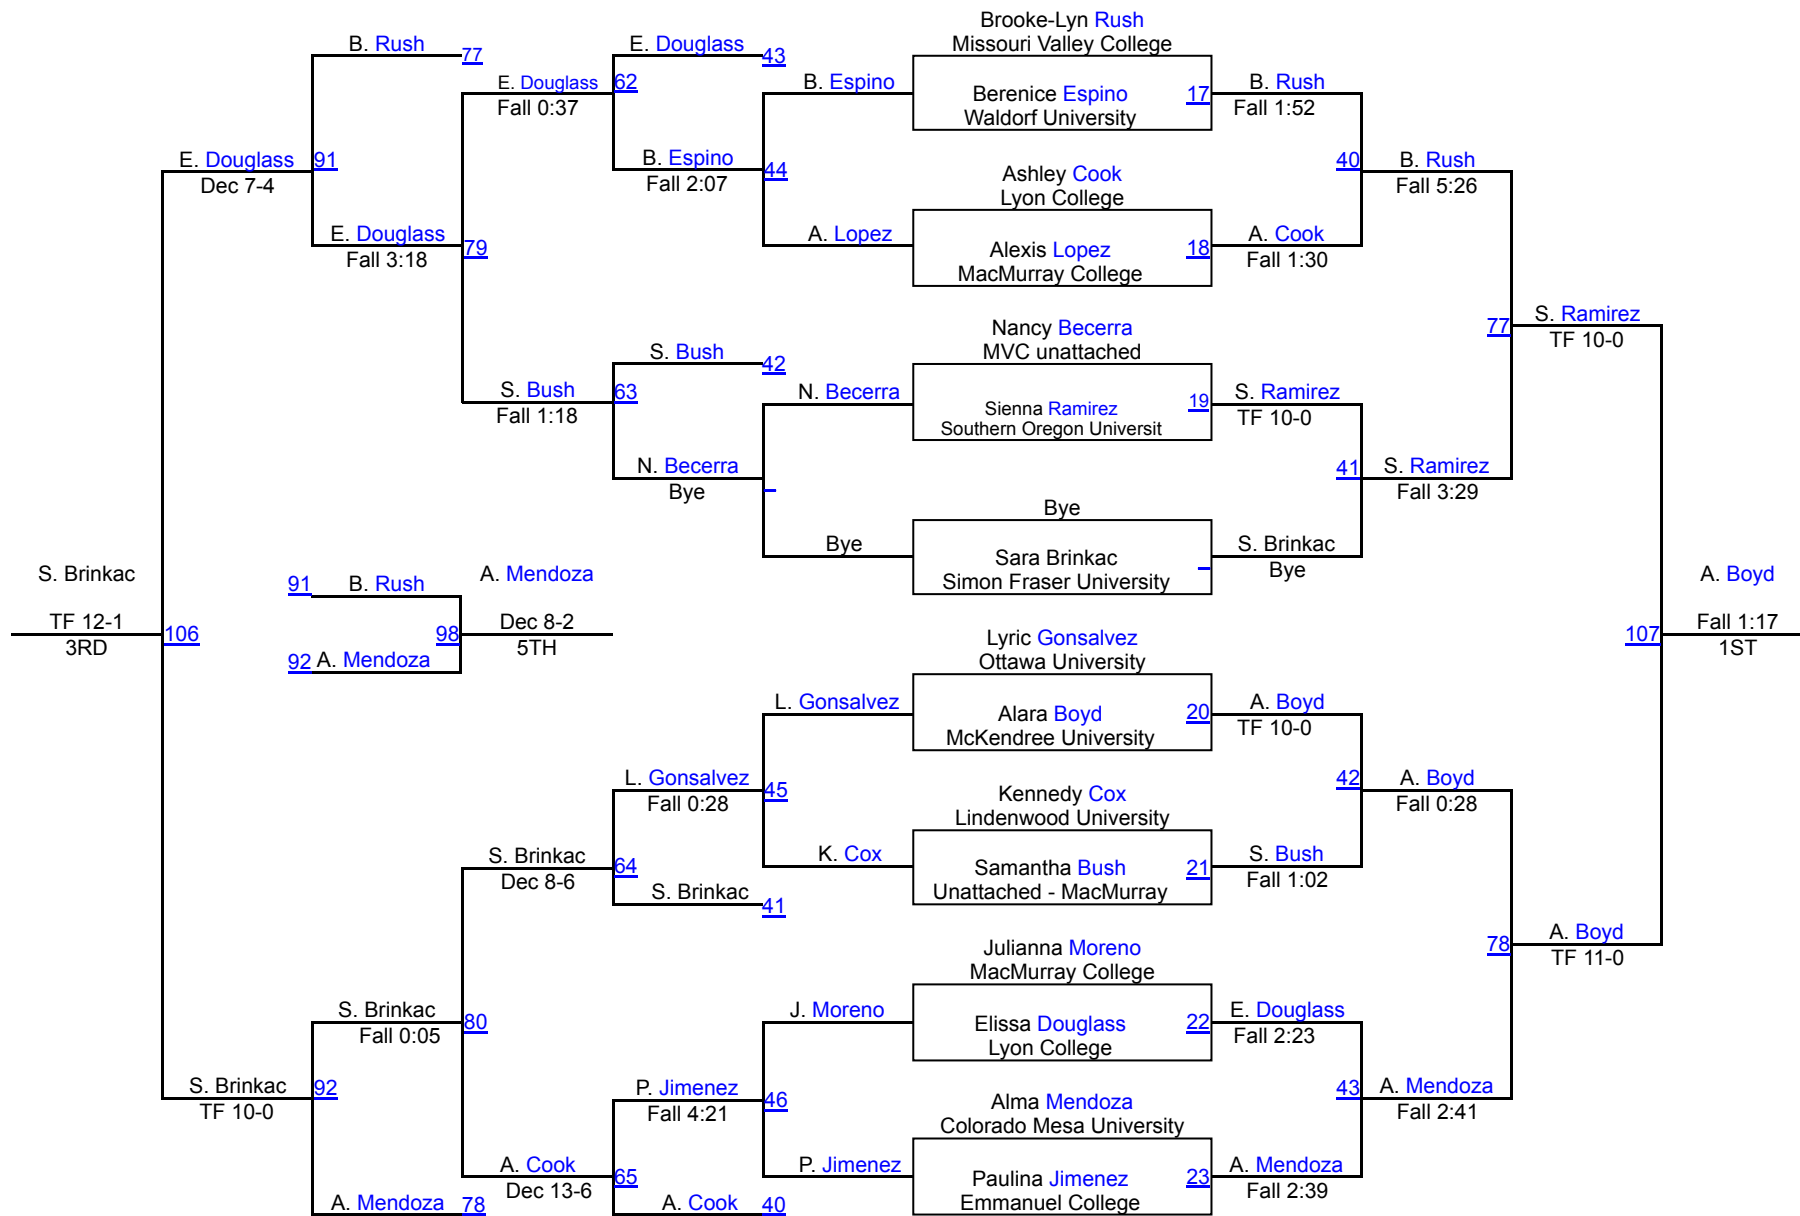 Brooke-Lyn Rush
Missouri Valley College
B. Rush
77
E. Douglass
43
E. Douglass
62
Fall 0:37
B. Espino
Berenice Espino
17
Waldorf University
B. Rush
Fall 1:52
E. Douglass
91
Dec 7-4
B. Espino
44
Fall 2:07
Ashley Cook
Lyon College
40
B. Rush
Fall 5:26
E. Douglass
79
Fall 3:18
A. Lopez
Alexis Lopez
18
MacMurray College
A. Cook
Fall 1:30
Nancy Becerra
MVC unattached
77
S. Ramirez
TF 10-0
S. Bush
42
S. Bush
63
Fall 1:18
N. Becerra
Sienna Ramirez
19
Southern Oregon Universit
S. Ramirez
TF 10-0
N. Becerra
Bye
41
S. Ramirez
Fall 3:29
Bye
Bye
Sara Brinkac
Simon Fraser University
S. Brinkac
Bye
S. Brinkac
TF 12-1
106
3RD
91
B. Rush
A. Mendoza
98
Dec 8-2
5TH
92
A. Mendoza
A. Boyd
107
Fall 1:17
1ST
Lyric Gonsalvez
Ottawa University
L. Gonsalvez
Alara Boyd
20
McKendree University
A. Boyd
TF 10-0
L. Gonsalvez
45
Fall 0:28
Kennedy Cox
Lindenwood University
42
A. Boyd
Fall 0:28
S. Brinkac
64
Dec 8-6
K. Cox
Samantha Bush
21
Unattached - MacMurray
S. Bush
Fall 1:02
S. Brinkac
41
Julianna Moreno
MacMurray College
78
A. Boyd
TF 11-0
S. Brinkac
80
Fall 0:05
J. Moreno
Elissa Douglass
22
Lyon College
E. Douglass
Fall 2:23
S. Brinkac
92
TF 10-0
P. Jimenez
46
Fall 4:21
Alma Mendoza
Colorado Mesa University
43
A. Mendoza
Fall 2:41
A. Cook
65
Dec 13-6
P. Jimenez
Paulina Jimenez
23
Emmanuel College
A. Mendoza
Fall 2:39
A. Mendoza
78
A. Cook
40